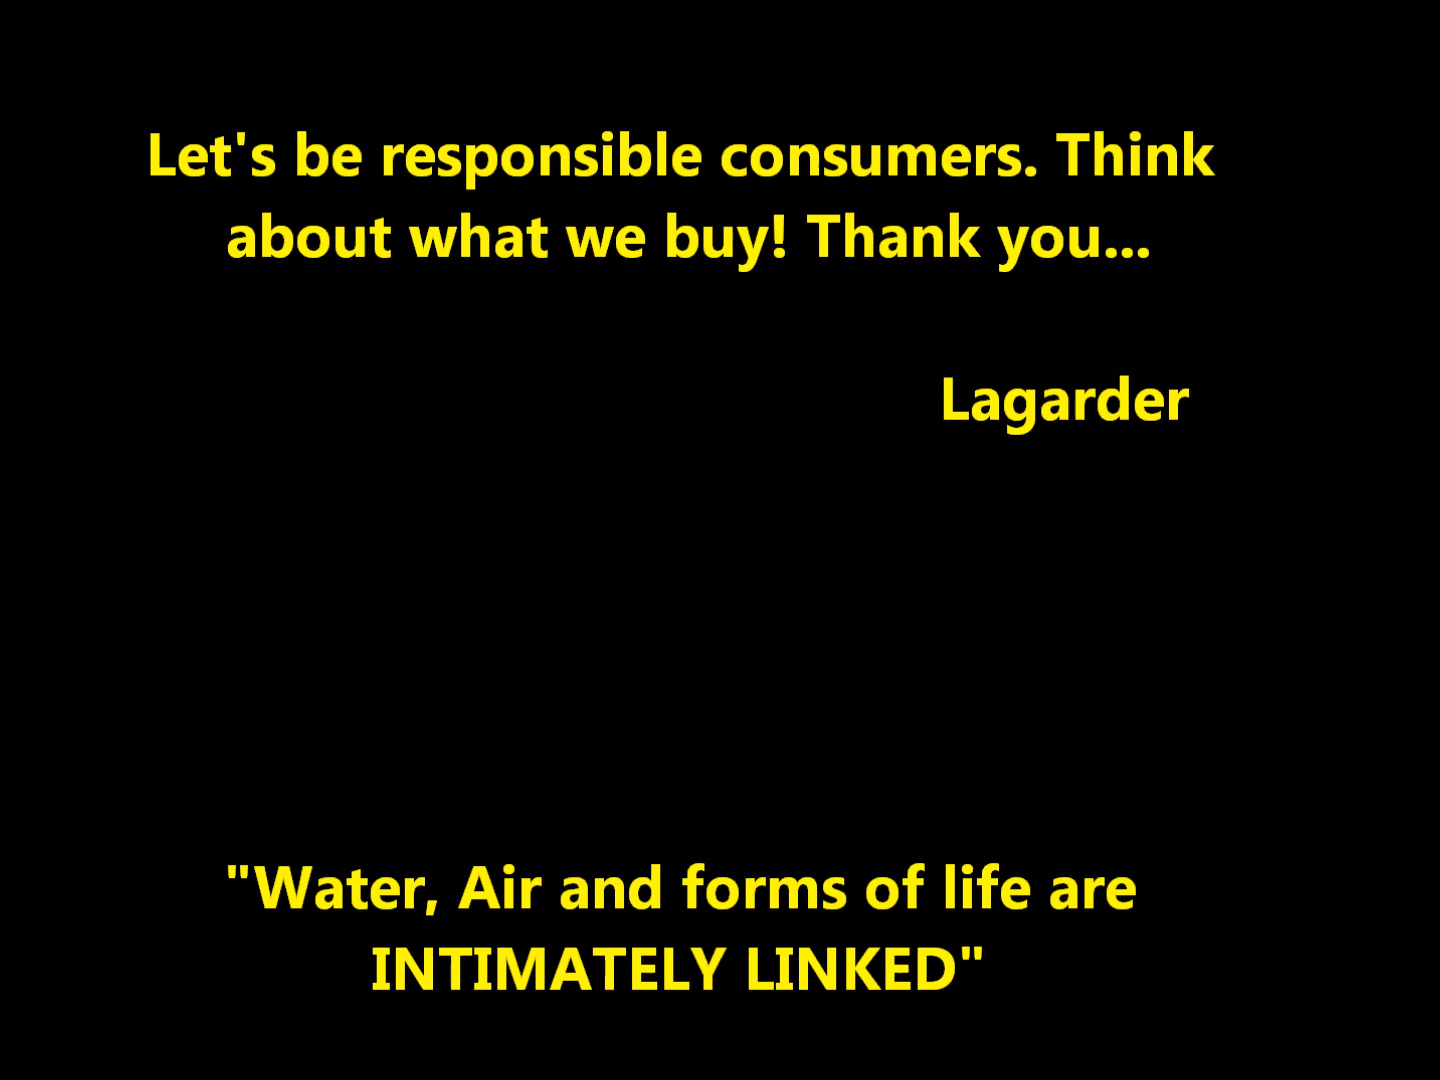 Let's be responsible consumers. Think
about what we buy! Thank you...
Lagarder
"Water, Air and forms of life are
INTIMATELY LINKED"